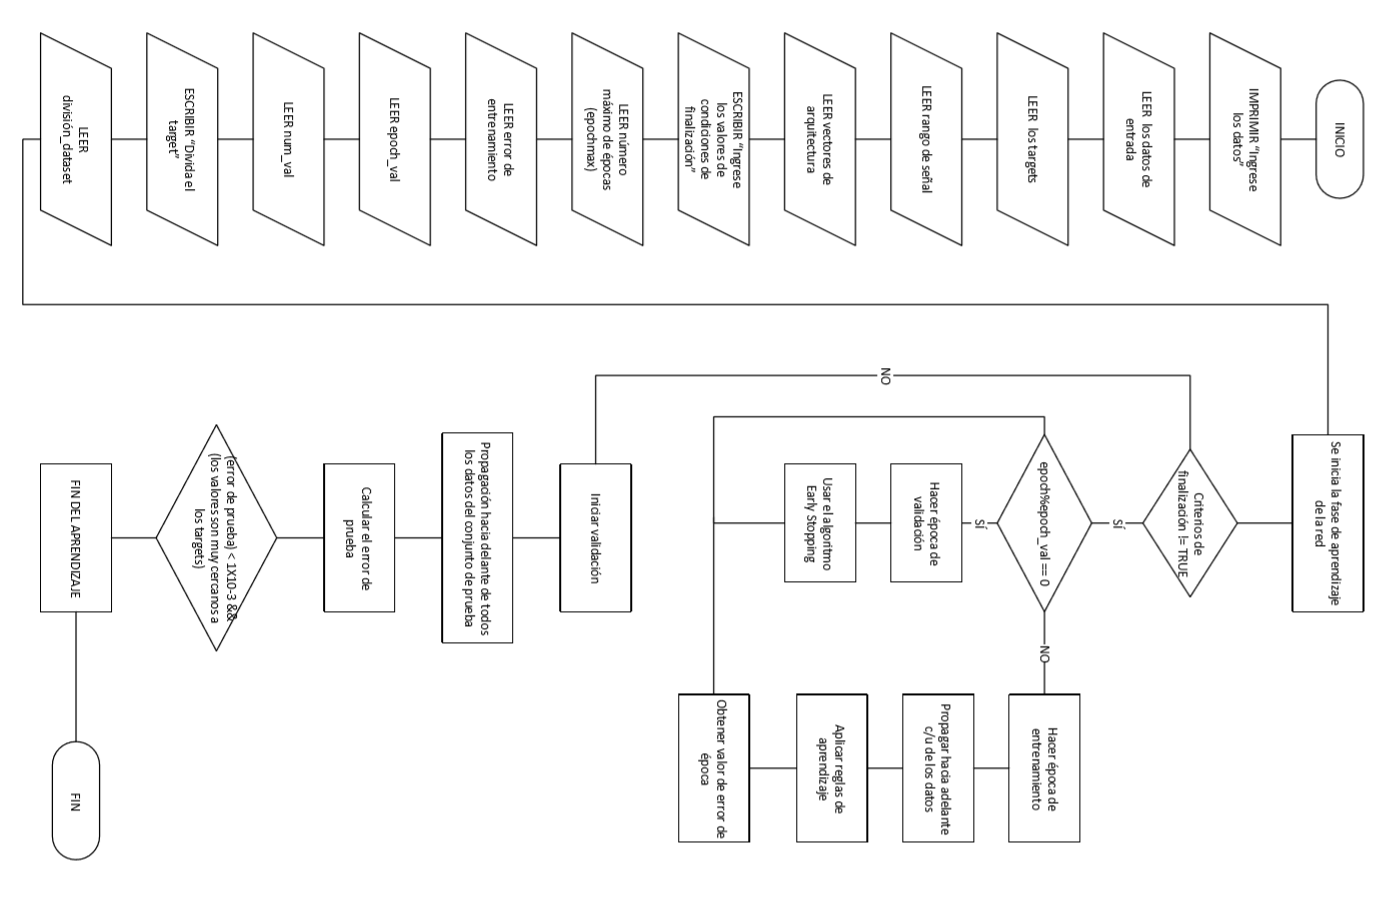 INICIO
IMPRIMIR “Ingrese
los datos”
LEER los datos de
entrada
LEER los targets
LEER rango de señal
LEER vectores de
arquitectura
ESCRIBIR “Ingrese
los valores de
condiciones de
finalización”
LEER número
máximo de épocas
(epochmax)
LEER error de
entrenamiento
LEER epoch_val
LEER num_val
ESCRIBIR “Divida el
target”
LEER
división_dataset
Se inicia la fase de aprendizaje
de la red
Criterios de
finalización != TRUE
SÍ
NO
epoch%epoch_val == 0
SÍ
NO
Hacer época de
validación
Usar el algoritmo
Early Stopping
Hacer época de
entrenamiento
Propagar hacia adelante
c/u de los datos
Aplicar reglas de
aprendizaje
Obtener valor de error de
época
Iniciar validación
Propagación hacia delante de todos
los datos del conjunto de prueba
Calcular el error de
prueba
(error de prueba) < 1X10-3 &&
(los valores son muy cercanos a
los targets)
FIN DEL APRENDIZAJE
FIN